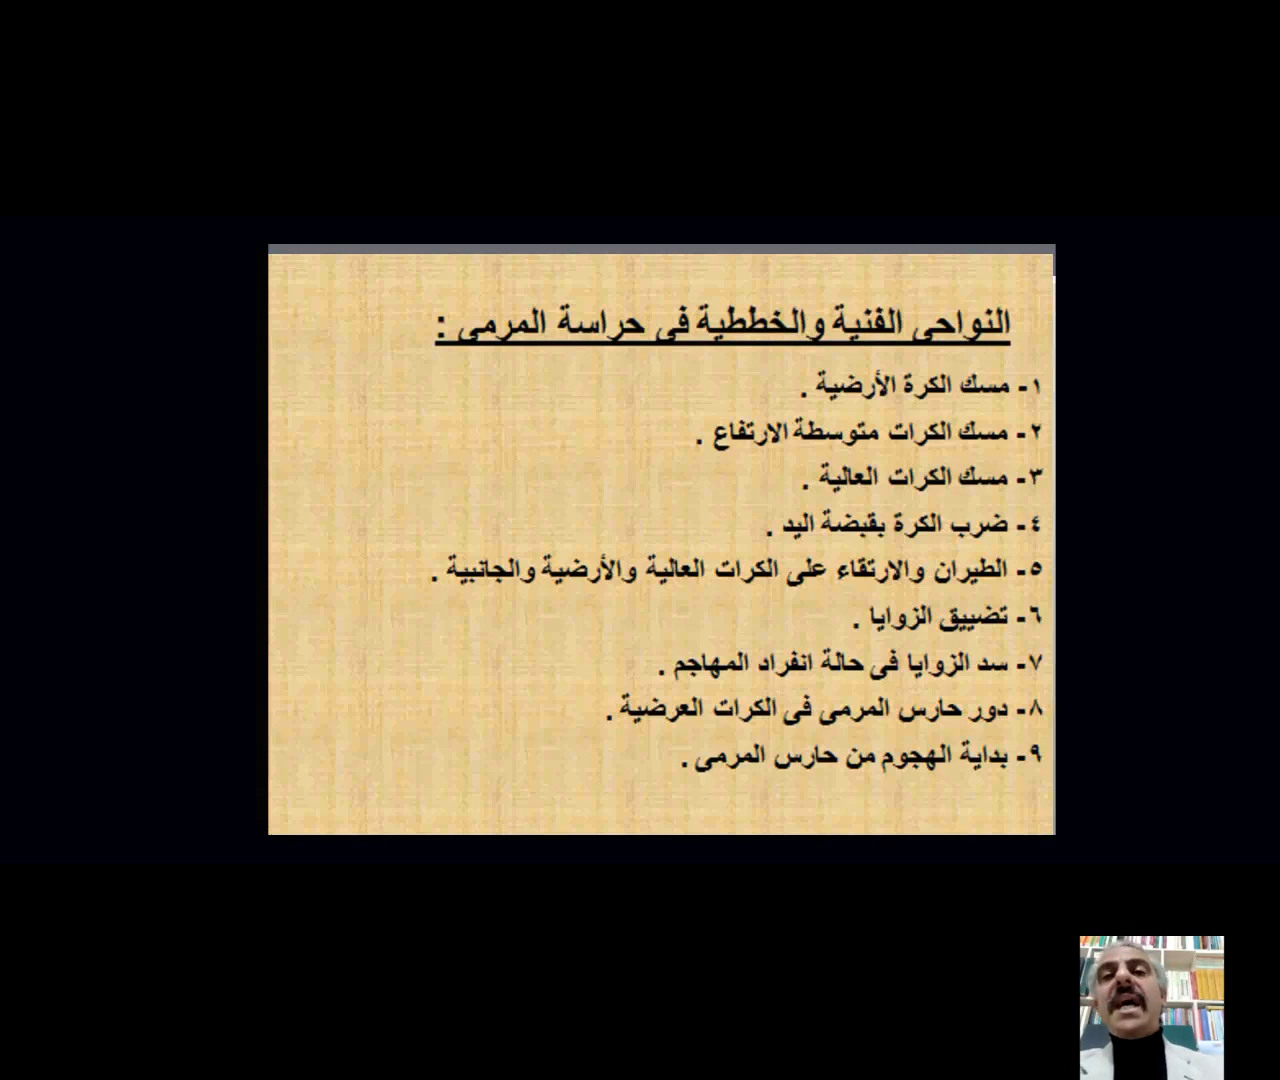 النواحى الفنية والخططية فى حراسة المرمى :
١- مسك الكرة الأرضية .
٢- مسك الكرات متوسطة الارتفاع .
٣- مسك الكرات العالية .
٤- ضرب الكرة بقبضة اليد .
٥- الطيران والارتقاء على الكرات العالية والأرضية والجانبية .
٦- تضييق الزوايا .
٧- سد الزوايا فى حالة انفراد المهاجم .
٨- دور حارس المرمى فى الكرات العرضية .
٩- بداية الهجوم من حارس المرمى .